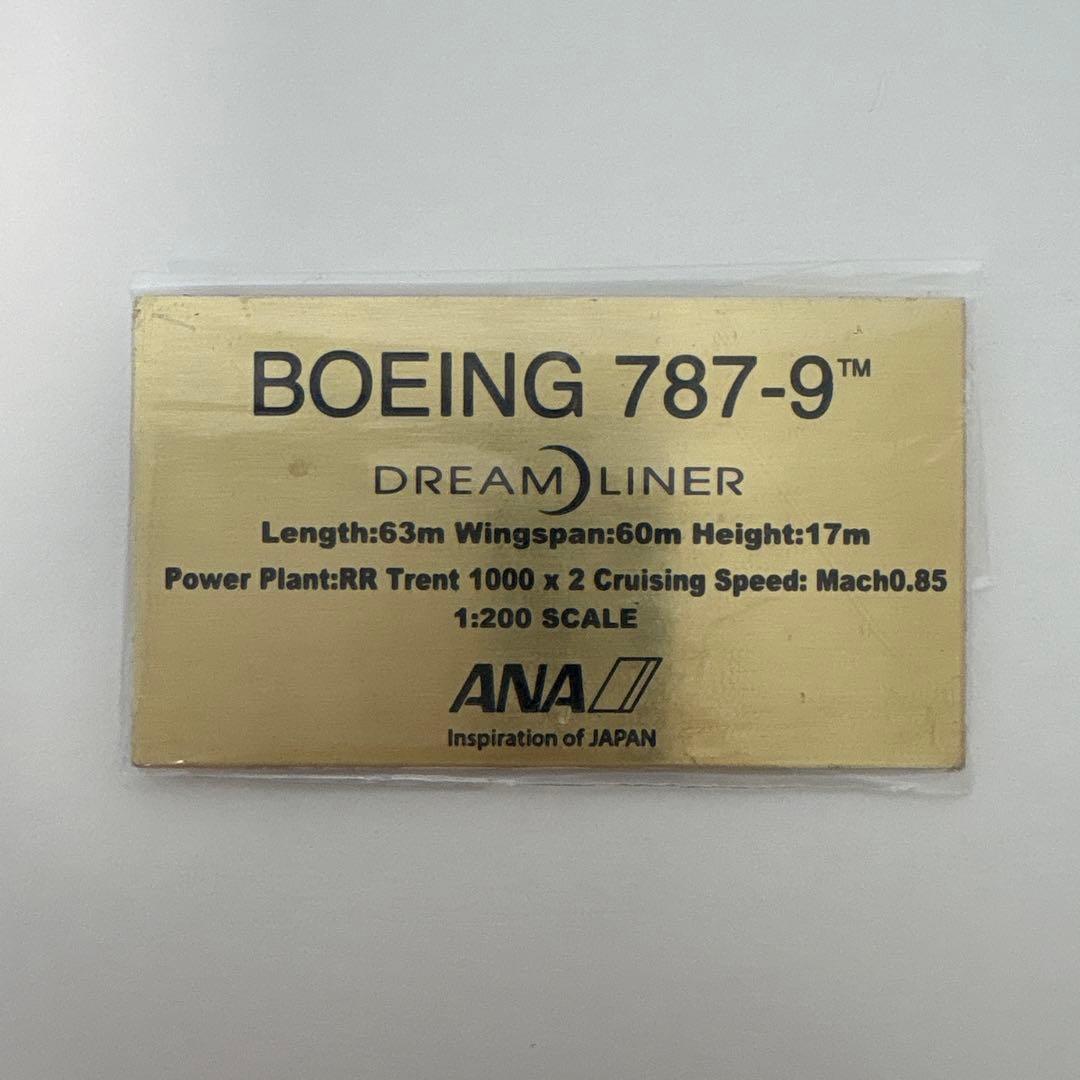 BOEING 787-9™
DREAMLINER
Length:63m Wingspan:60m Height:17m
Power Plant:RR Trent 1000 x 2 Cruising Speed: Mach0.85
1:200 SCALE
ANA
Inspiration of JAPAN